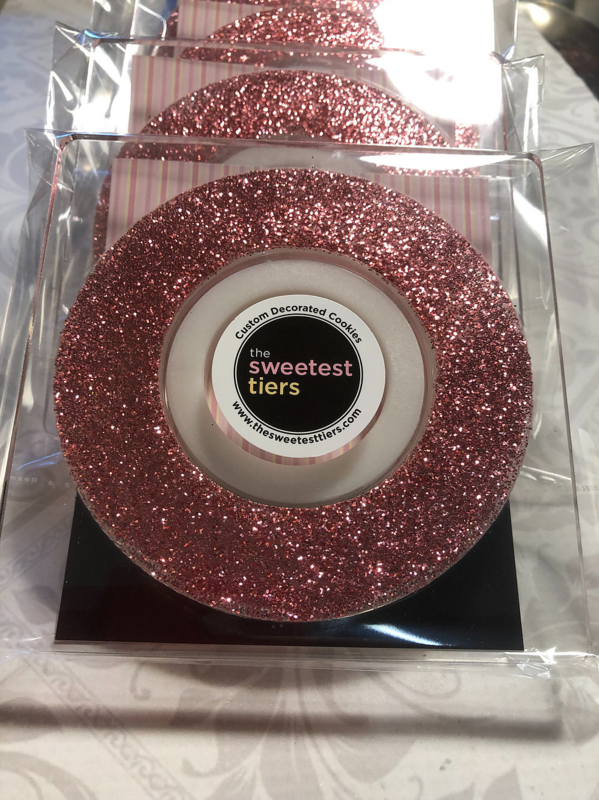 Custom Decorated Cookies
the
sweetest
tiers
www.thesweetesttiers.com